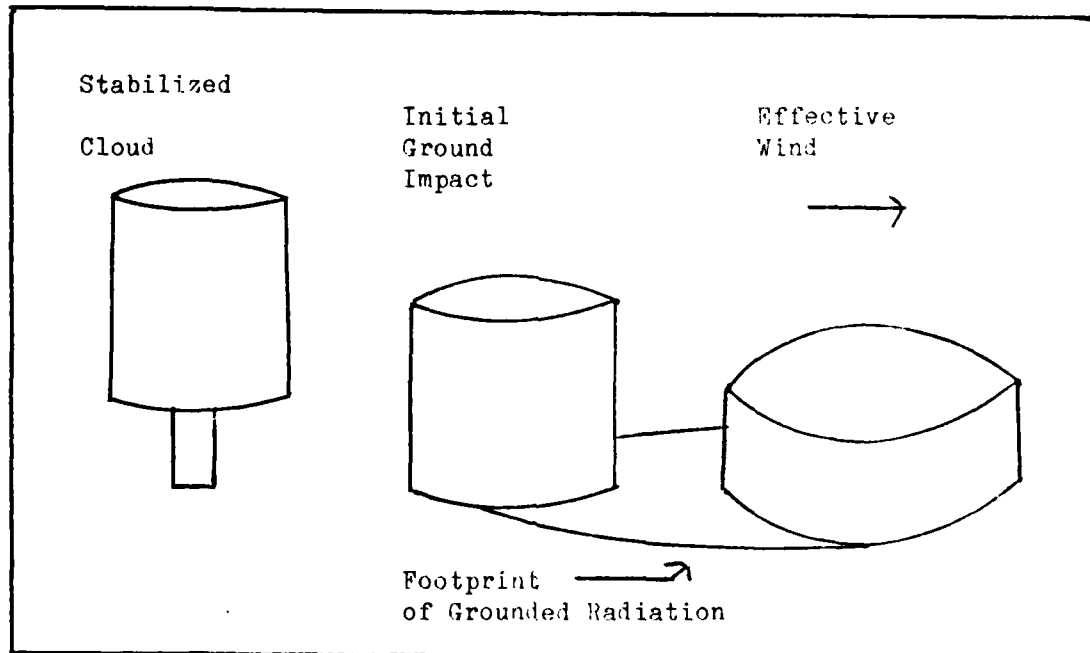 Stabilized
Cloud
Initial
Ground
Impact
Effective
Wind
Footprint
of Grounded Radiation